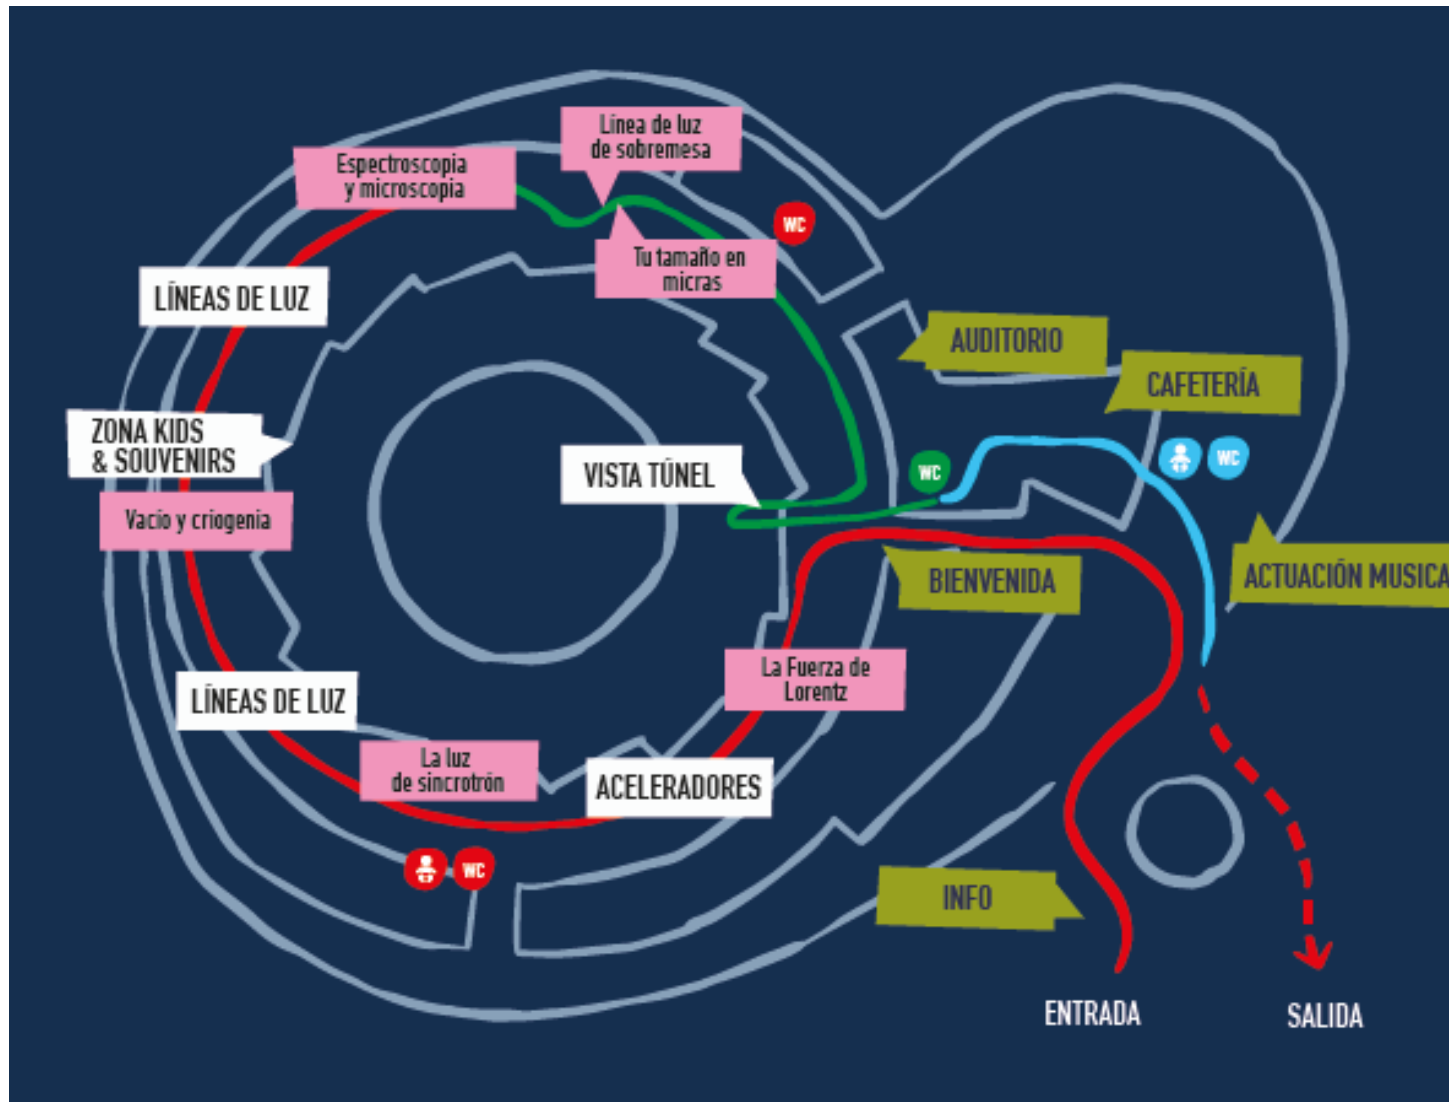 Línea de luz
de sobremesa
Espectroscopia
y microscopia
WC
Tu tamaño en
micras
LÍNEAS DE LUZ
AUDITORIO
CAFETERÍA
ZONA KIDS
& SOUVENIRS
VISTA TÚNEL
WC
WC
Vacío y criogenia
BIENVENIDA
ACTUACIÓN MUSICA
La Fuerza de
Lorentz
LÍNEAS DE LUZ
La luz
de sincrotrón
ACELERADORES
WC
INFO
ENTRADA
SALIDA